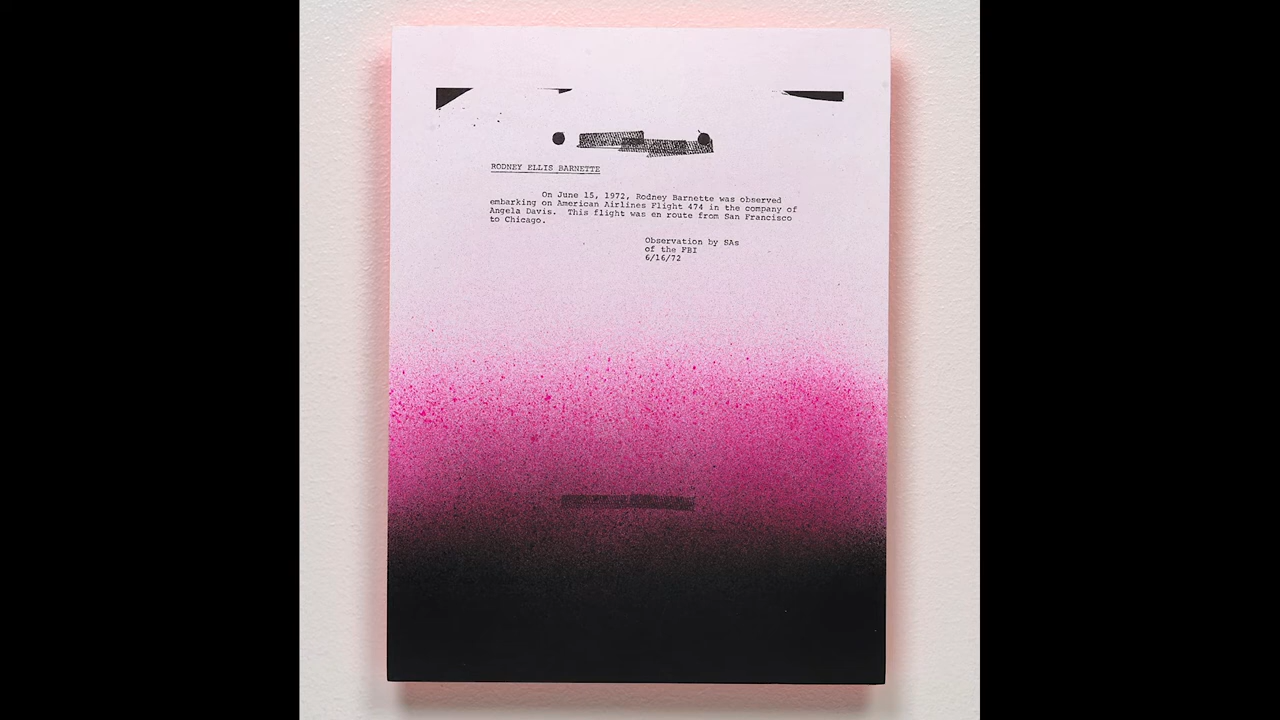 RODNEY ELLIS BARNETTE
On June 15, 1972, Rodney Barnette was observed
embarking on American Airlines Flight 474 in the company of
Angela Davis. This flight was en route from San Francisco
to Chicago.
Observation by SAs
of the FBI
6/16/72